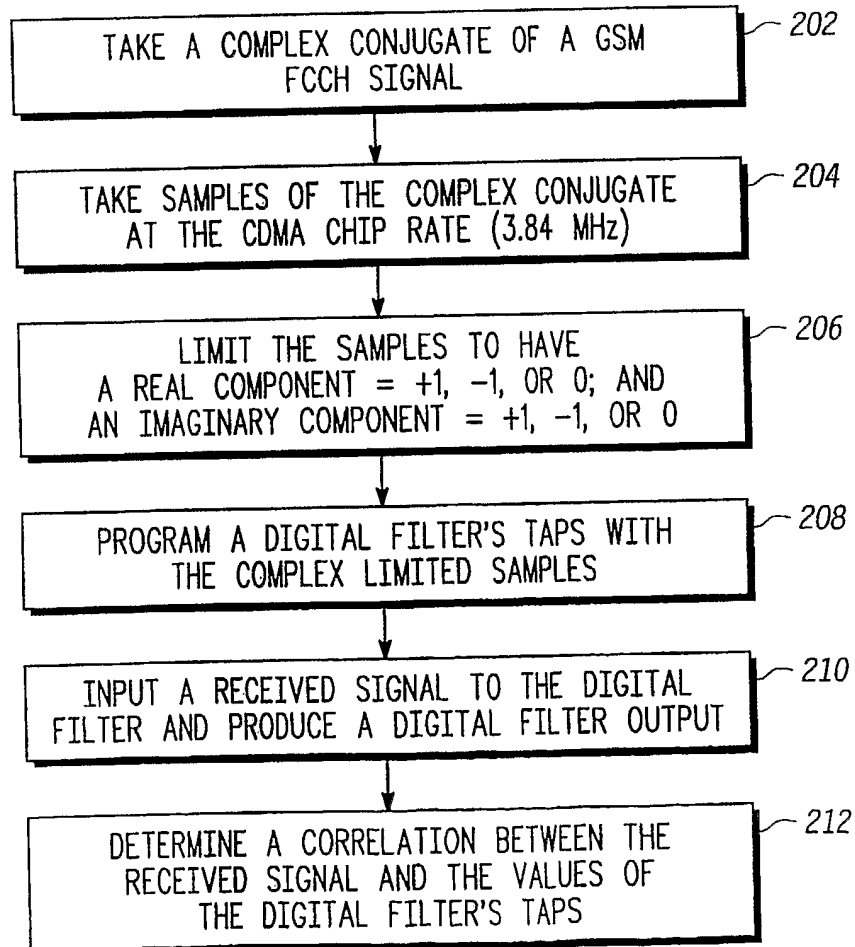 TAKE A COMPLEX CONJUGATE OF A GSM
FCCH SIGNAL
202
TAKE SAMPLES OF THE COMPLEX CONJUGATE
AT THE CDMA CHIP RATE (3.84 MHz)
204
LIMIT THE SAMPLES TO HAVE
A REAL COMPONENT = +1, -1, OR 0; AND
AN IMAGINARY COMPONENT = +1, -1, OR 0
206
PROGRAM A DIGITAL FILTER'S TAPS WITH
THE COMPLEX LIMITED SAMPLES
208
INPUT A RECEIVED SIGNAL TO THE DIGITAL
FILTER AND PRODUCE A DIGITAL FILTER OUTPUT
210
DETERMINE A CORRELATION BETWEEN THE
RECEIVED SIGNAL AND THE VALUES OF
THE DIGITAL FILTER'S TAPS
212